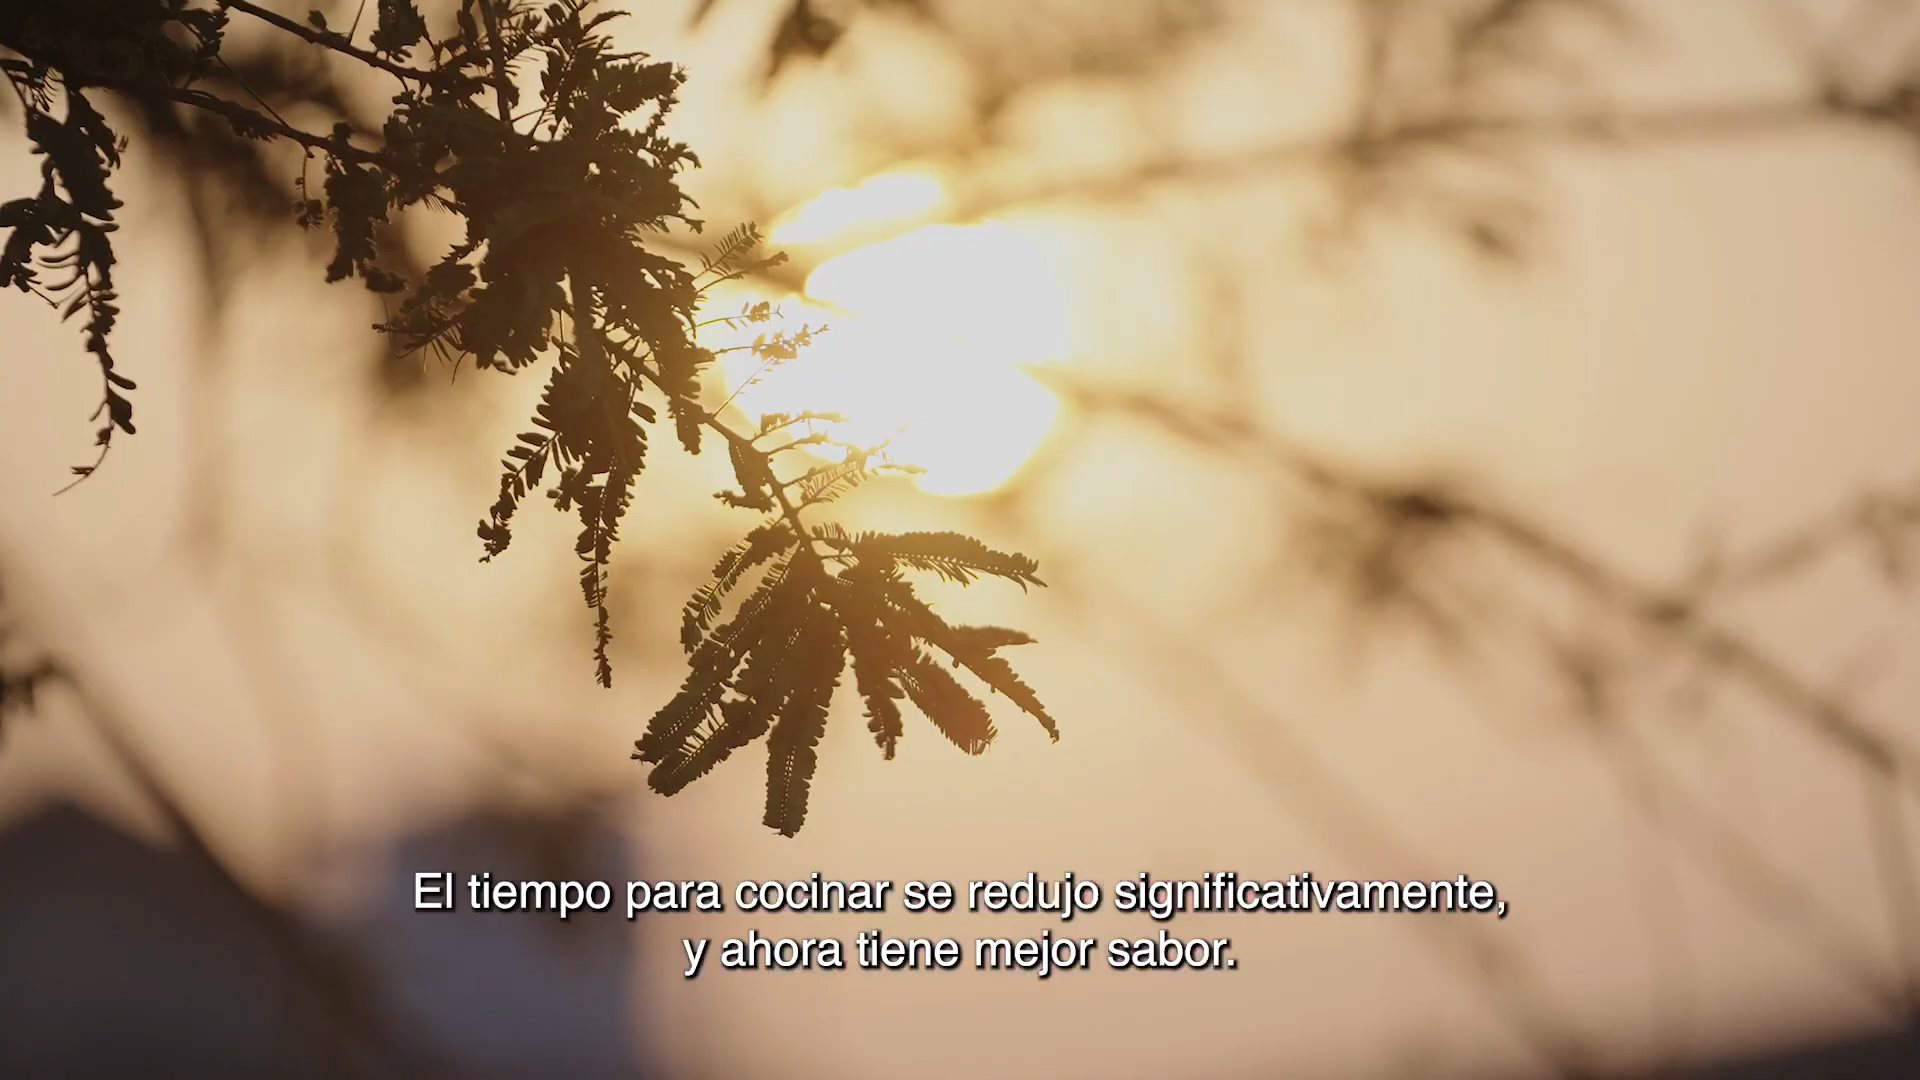 El tiempo para cocinar se redujo significativamente,
y ahora tiene mejor sabor.